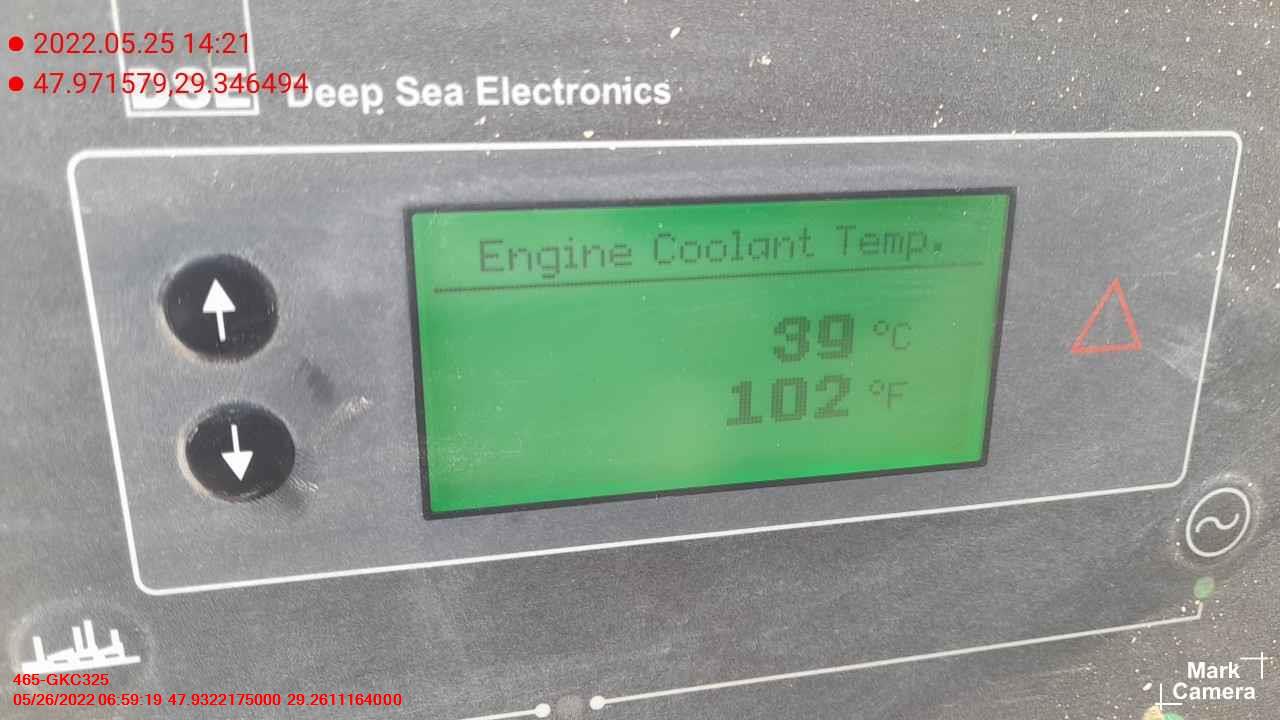 2022.05.25 14:21
47.971579,29.346494
DSE Deep Sea Electronics
Engine Coolant Temp.
39 °C
102 °F
465-GKC325
05/26/2022 06:59:19 47.9322175000 29.2611164000
Mark
Camera